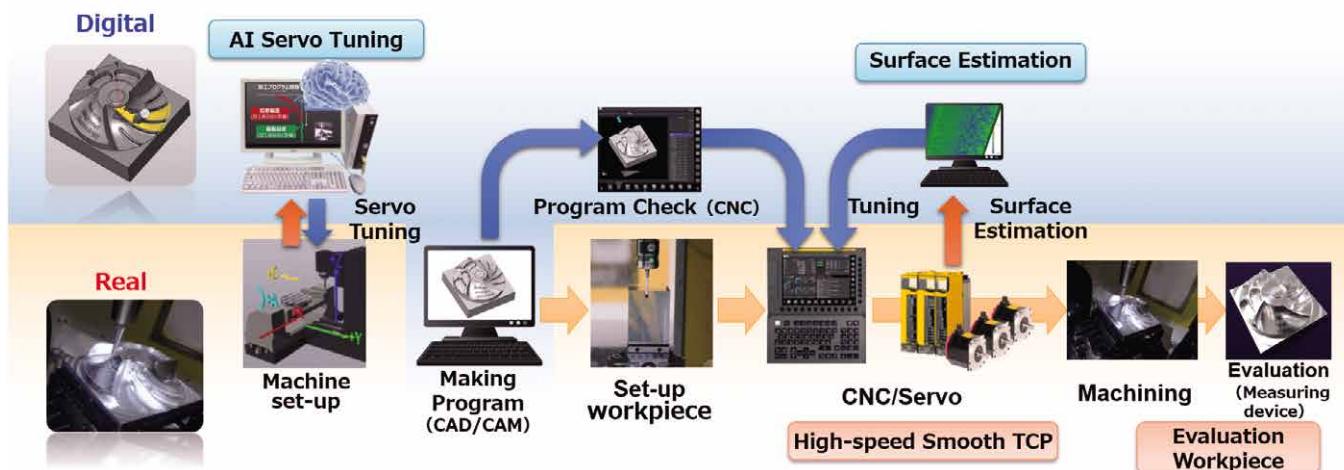 Digital
AI Servo Tuning
Surface Estimation
Servo
Tuning
Program Check (CNC)
Tuning
Surface
Estimation
Real
Machine
set-up
Making
Program
(CAD/CAM)
Set-up
workpiece
CNC/Servo
Machining
Evaluation
(Measuring
device)
High-speed Smooth TCP
Evaluation
Workpiece